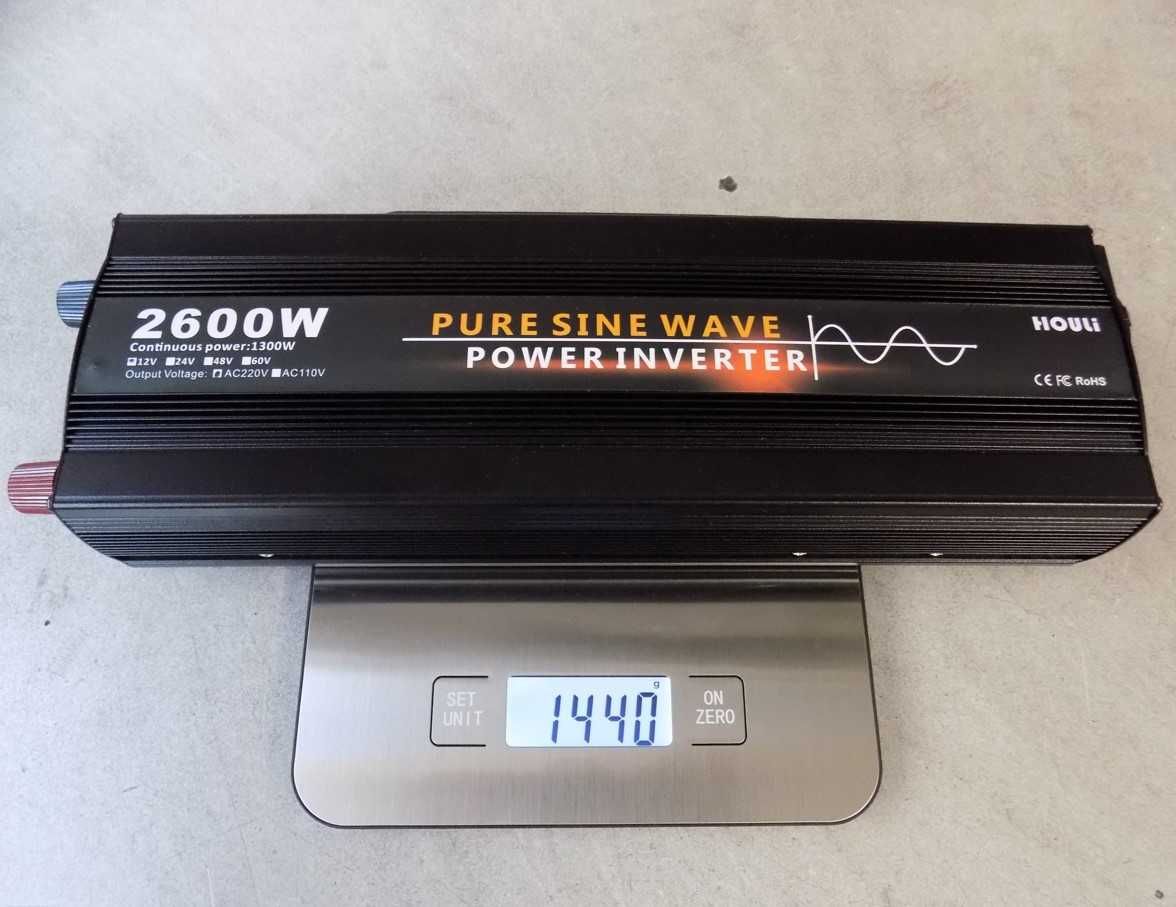 2600W
Continuous power:1300W
12V 24V 48V 60V
Output Voltage: AC220V AC110V
PURE SINE WAVE
POWER INVERTER
HOULI
CE FC RoHS
SET
UNIT
g
1440
ON
ZERO